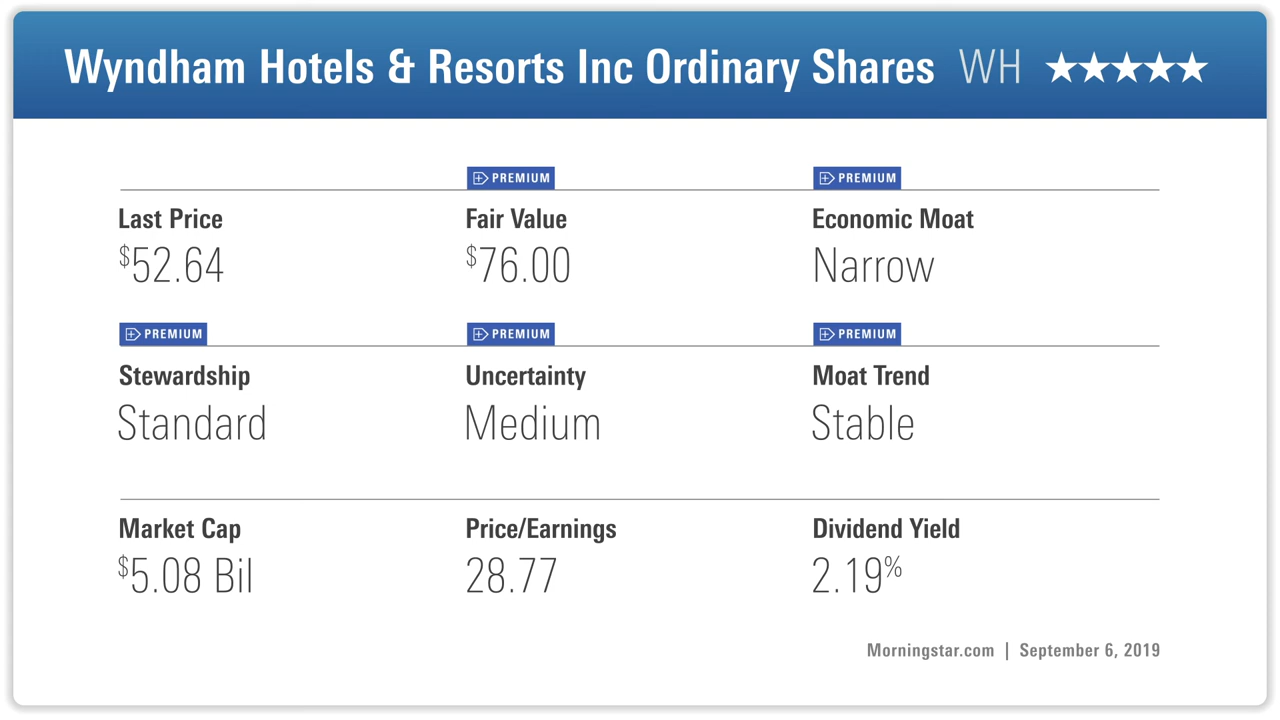 Wyndham Hotels & Resorts Inc Ordinary Shares WH ★★★★★
PREMIUM PREMIUM
Last Price Fair Value Economic Moat
$52.64 $76.00 Narrow
PREMIUM PREMIUM PREMIUM
Stewardship Uncertainty Moat Trend
Standard Medium Stable
Market Cap Price/Earnings Dividend Yield
$5.08 Bil 28.77 2.19%
Morningstar.com | September 6, 2019